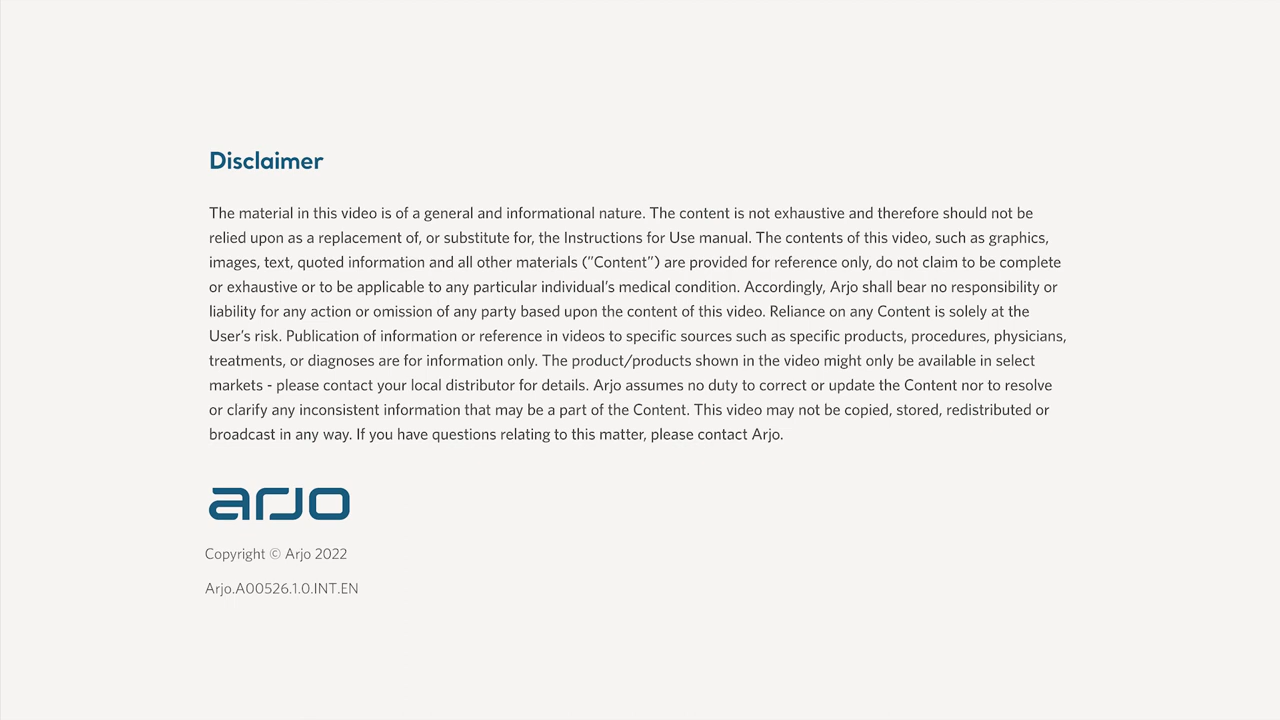 Disclaimer
The material in this video is of a general and informational nature. The content is not exhaustive and therefore should not be
relied upon as a replacement of, or substitute for, the Instructions for Use manual. The contents of this video, such as graphics,
images, text, quoted information and all other materials (”Content”) are provided for reference only, do not claim to be complete
or exhaustive or to be applicable to any particular individual’s medical condition. Accordingly, Arjo shall bear no responsibility or
liability for any action or omission of any party based upon the content of this video. Reliance on any Content is solely at the
User’s risk. Publication of information or reference in videos to specific sources such as specific products, procedures, physicians,
treatments, or diagnoses are for information only. The product/products shown in the video might only be available in select
markets - please contact your local distributor for details. Arjo assumes no duty to correct or update the Content nor to resolve
or clarify any inconsistent information that may be a part of the Content. This video may not be copied, stored, redistributed or
broadcast in any way. If you have questions relating to this matter, please contact Arjo.
arjo
Copyright © Arjo 2022
Arjo.A00526.1.0.INT.EN